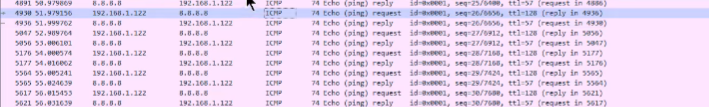 4891 50.979869 8.8.8.8 192.168.1.122 ICMP 74 Echo (ping) reply id=0x0001, seq=25/6400, ttl=57 (request in 4886)
4930 51.979156 192.168.1.122 8.8.8.8 ICMP 74 Echo (ping) request id=0x0001, seq=26/6656, ttl=128 (reply in 4936)
4936 51.999762 8.8.8.8 192.168.1.122 ICMP 74 Echo (ping) reply id=0x0001, seq=26/6656, ttl=57 (request in 4930)
5047 52.989764 192.168.1.122 8.8.8.8 ICMP 74 Echo (ping) request id=0x0001, seq=27/6912, ttl=128 (reply in 5056)
5056 53.006101 8.8.8.8 192.168.1.122 ICMP 74 Echo (ping) reply id=0x0001, seq=27/6912, ttl=57 (request in 5047)
5176 54.000574 192.168.1.122 8.8.8.8 ICMP 74 Echo (ping) request id=0x0001, seq=28/7168, ttl=128 (reply in 5177)
5177 54.016062 8.8.8.8 192.168.1.122 ICMP 74 Echo (ping) reply id=0x0001, seq=28/7168, ttl=57 (request in 5176)
5564 55.005241 192.168.1.122 8.8.8.8 ICMP 74 Echo (ping) request id=0x0001, seq=29/7424, ttl=128 (reply in 5565)
5565 55.024639 8.8.8.8 192.168.1.122 ICMP 74 Echo (ping) reply id=0x0001, seq=29/7424, ttl=57 (request in 5564)
5617 56.015453 192.168.1.122 8.8.8.8 ICMP 74 Echo (ping) request id=0x0001, seq=30/7680, ttl=128 (reply in 5621)
5621 56.031639 8.8.8.8 192.168.1.122 ICMP 74 Echo (ping) reply id=0x0001, seq=30/7680, ttl=57 (request in 5617)